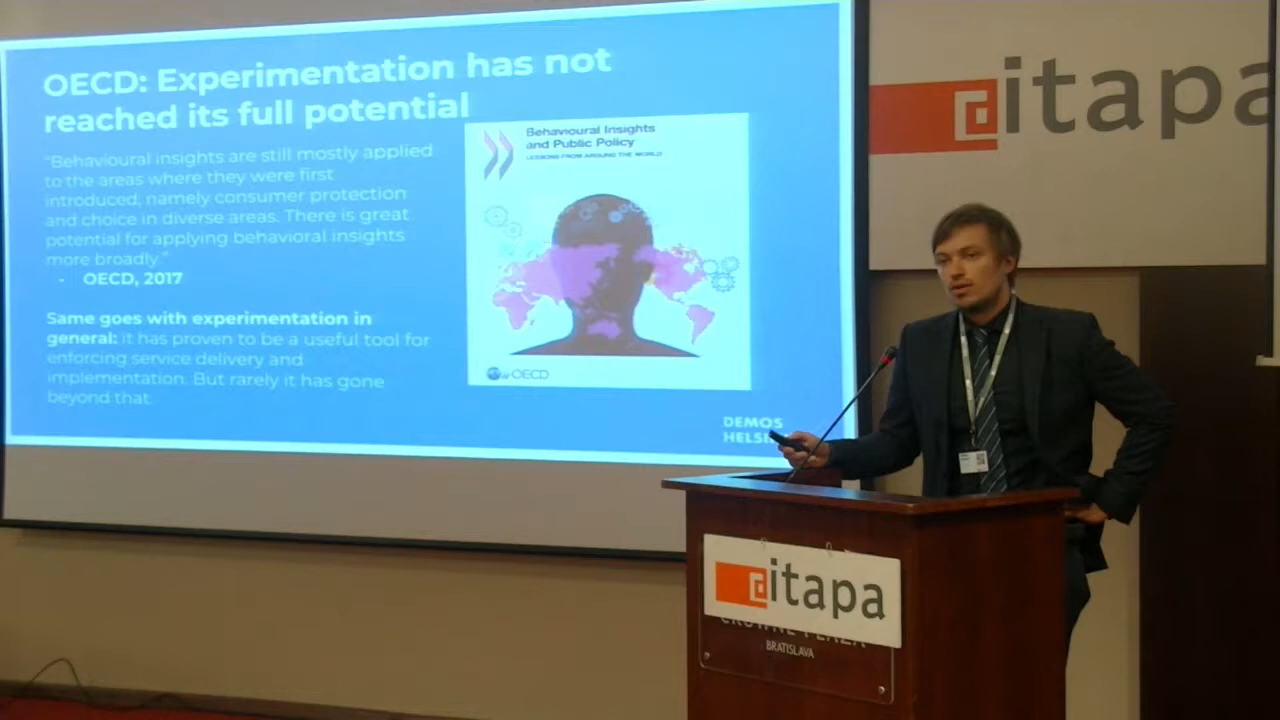 OECD: Experimentation has not
reached its full potential
"Behavioural insights are still mostly applied
to the areas where they were first
introduced, namely consumer protection
and choice in diverse areas. There is great
potential for applying behavioral insights
more broadly."
- OECD, 2017
Same goes with experimentation in
general: it has proven to be a useful tool for
enforcing service delivery and
implementation. But rarely it has gone
beyond that.
Behavioural Insights
and Public Policy
LESSONS FROM AROUND THE WORLD
OECD
DEMOS
HELSI
itapa
itapa
CROWNE PLAZA
BRATISLAVA